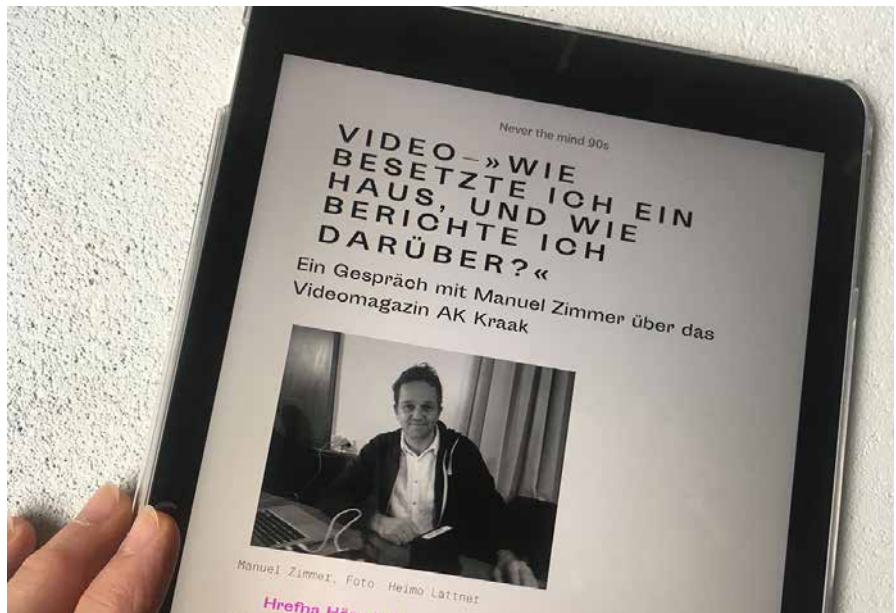 Never the mind 90s
VIDEO–»WIE
BESETZTE ICH EIN
HAUS, UND WIE
BERICHTE ICH
DARÜBER?«
Ein Gespräch mit Manuel Zimmer über das
Videomagazin AK Kraak
Manuel Zimmer. Foto Heimo Lattner
Hrefna